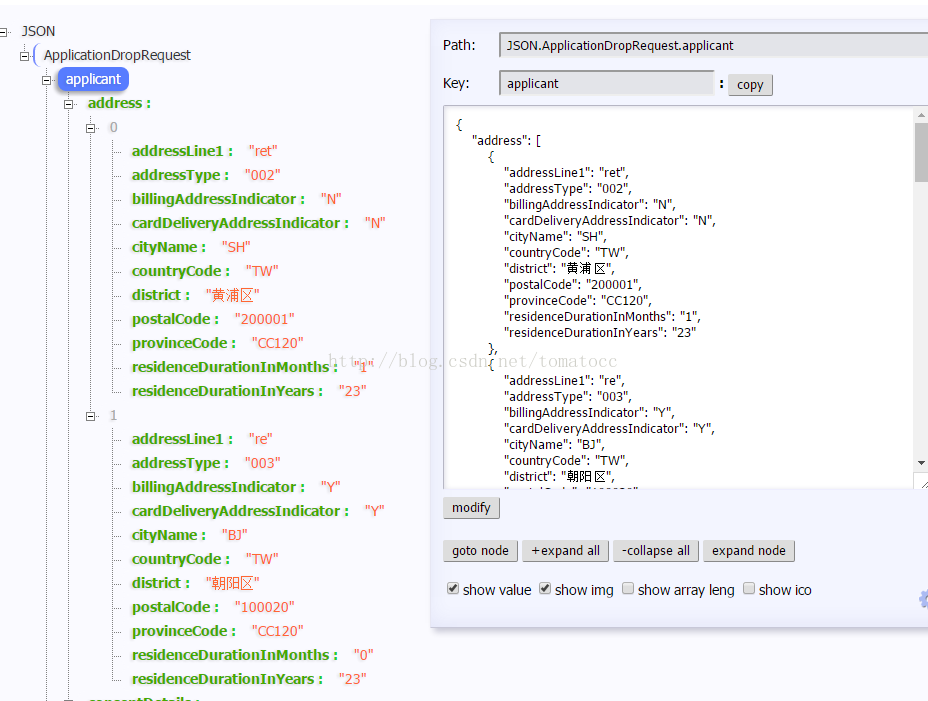 JSON
ApplicationDropRequest
applicant
address :
0
addressLine1 : "ret"
addressType : "002"
billingAddressIndicator : "N"
cardDeliveryAddressIndicator : "N"
cityName : "SH"
countryCode : "TW"
district : "黄浦区"
postalCode : "200001"
provinceCode : "CC120"
residenceDurationInMonths : "1"
residenceDurationInYears : "23"
1
addressLine1 : "re"
addressType : "003"
billingAddressIndicator : "Y"
cardDeliveryAddressIndicator : "Y"
cityName : "BJ"
countryCode : "TW"
district : "朝阳区"
postalCode : "100020"
provinceCode : "CC120"
residenceDurationInMonths : "0"
residenceDurationInYears : "23"
consentDetails :
Path: JSON.ApplicationDropRequest.applicant
Key: applicant : copy
{
"address": [
{
"addressLine1": "ret",
"addressType": "002",
"billingAddressIndicator": "N",
"cardDeliveryAddressIndicator": "N",
"cityName": "SH",
"countryCode": "TW",
"district": "黄浦区",
"postalCode": "200001",
"provinceCode": "CC120",
"residenceDurationInMonths": "1",
"residenceDurationInYears": "23"
},
{
"addressLine1": "re",
"addressType": "003",
"billingAddressIndicator": "Y",
"cardDeliveryAddressIndicator": "Y",
"cityName": "BJ",
"countryCode": "TW",
"district": "朝阳区",
"postalCode": "100020",
modify
goto node +expand all -collapse all expand node
show value show img show array leng show ico
http://blog.csdn.net/tomatocc